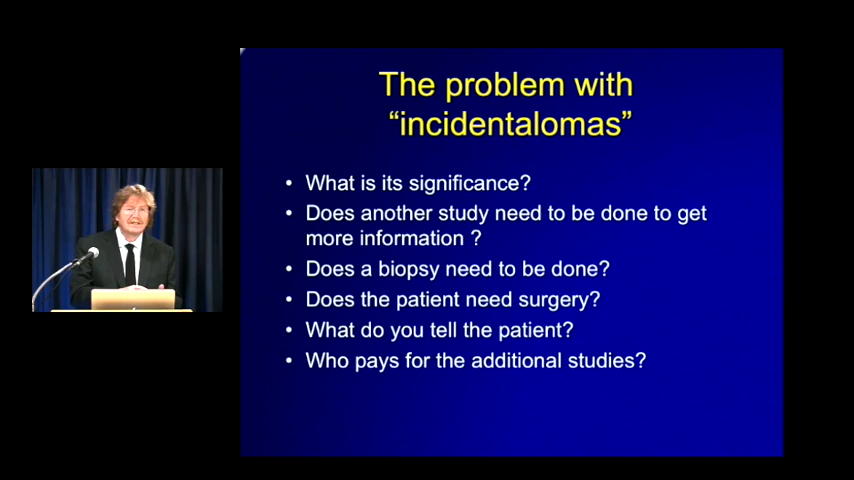 The problem with
“incidentalomas”
• What is its significance?
• Does another study need to be done to get
more information ?
• Does a biopsy need to be done?
• Does the patient need surgery?
• What do you tell the patient?
• Who pays for the additional studies?